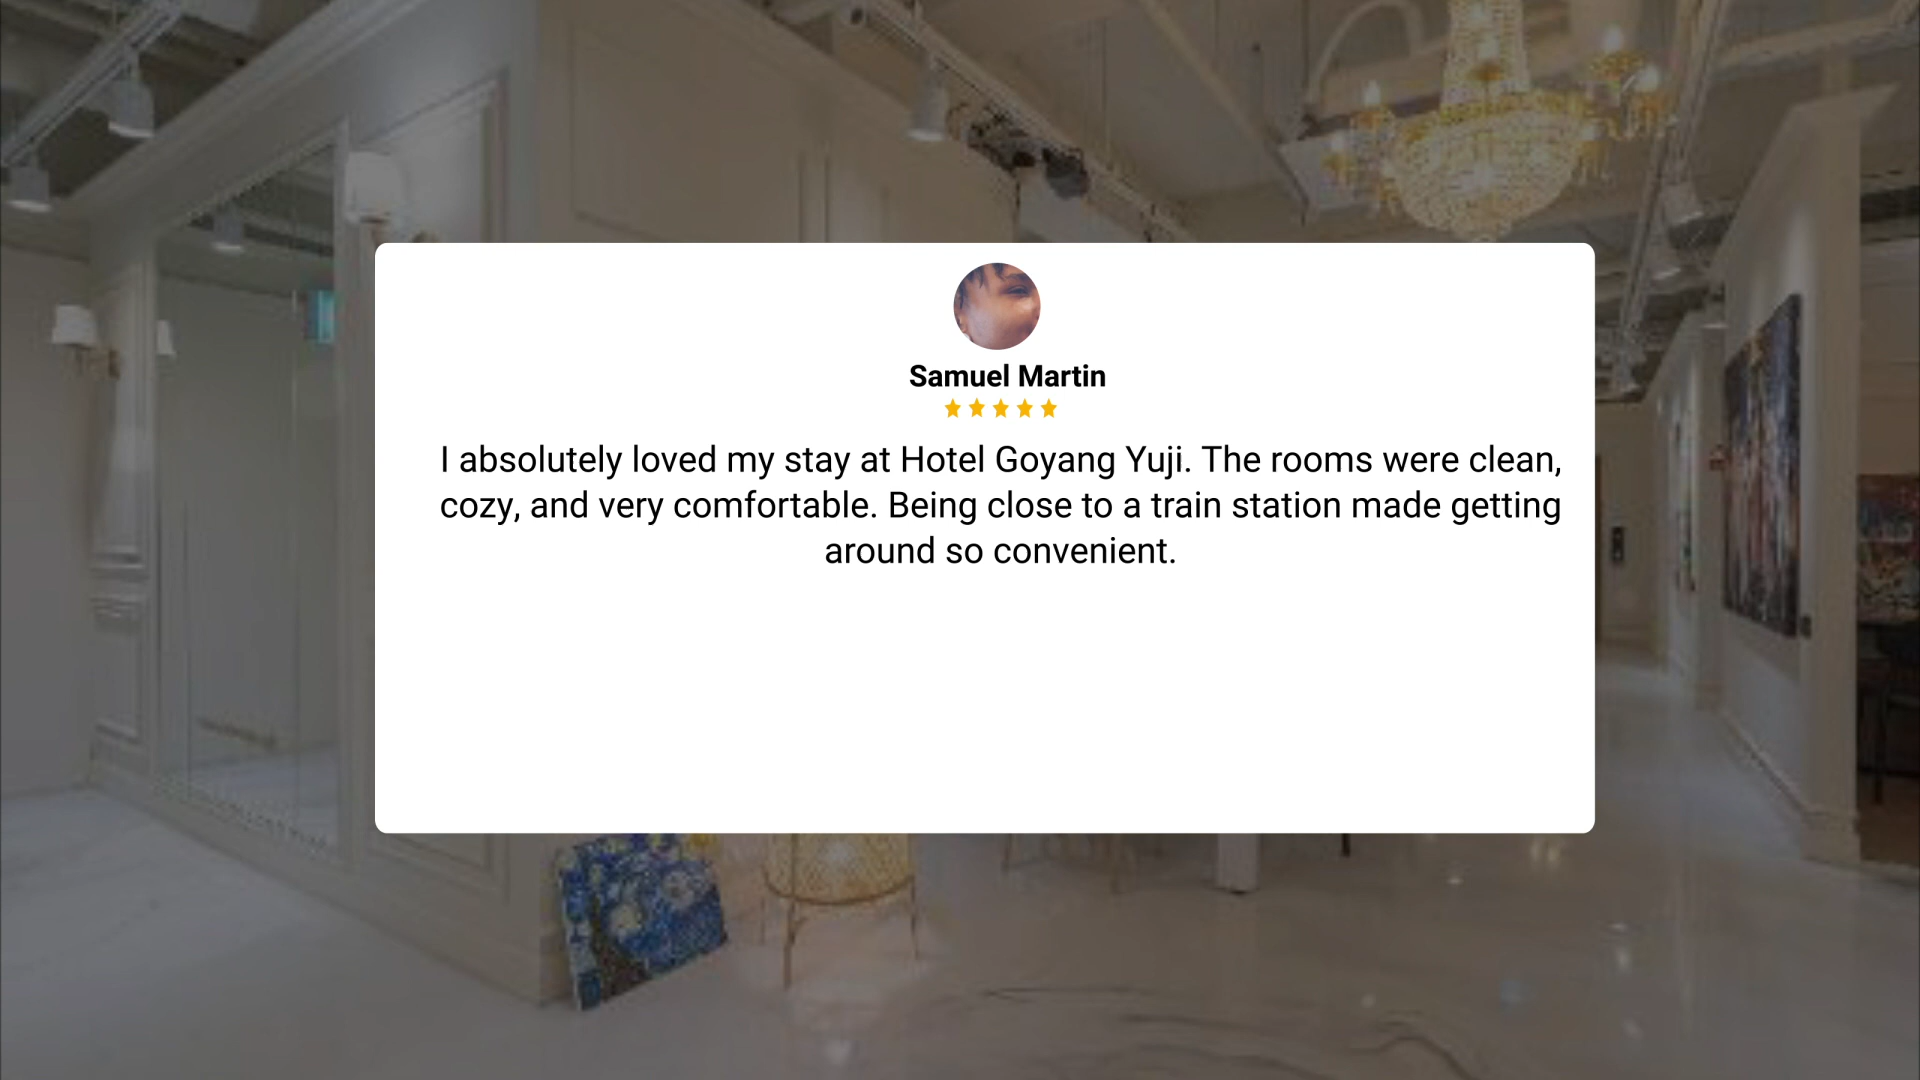 Samuel Martin
I absolutely loved my stay at Hotel Goyang Yuji. The rooms were clean,
cozy, and very comfortable. Being close to a train station made getting
around so convenient.